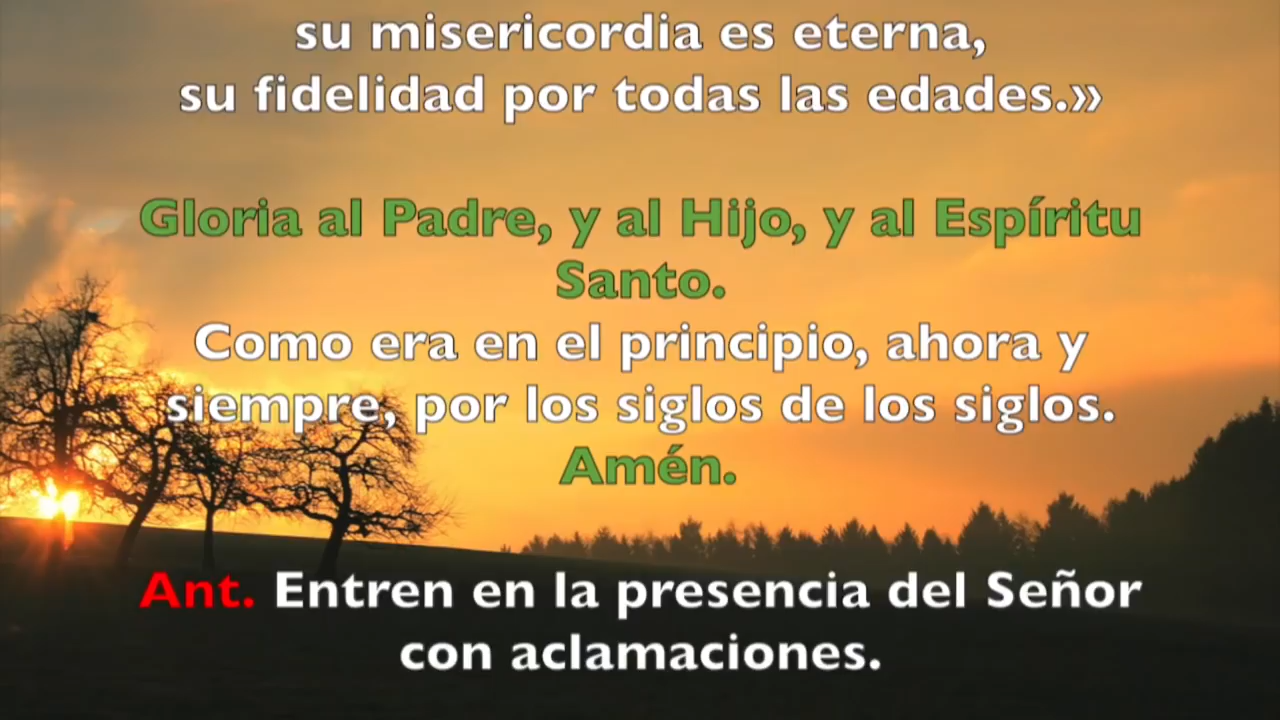 su misericordia es eterna,
su fidelidad por todas las edades.»
Gloria al Padre, y al Hijo, y al Espíritu
Santo.
Como era en el principio, ahora y
siempre, por los siglos de los siglos.
Amén.
Ant. Entren en la presencia del Señor
con aclamaciones.